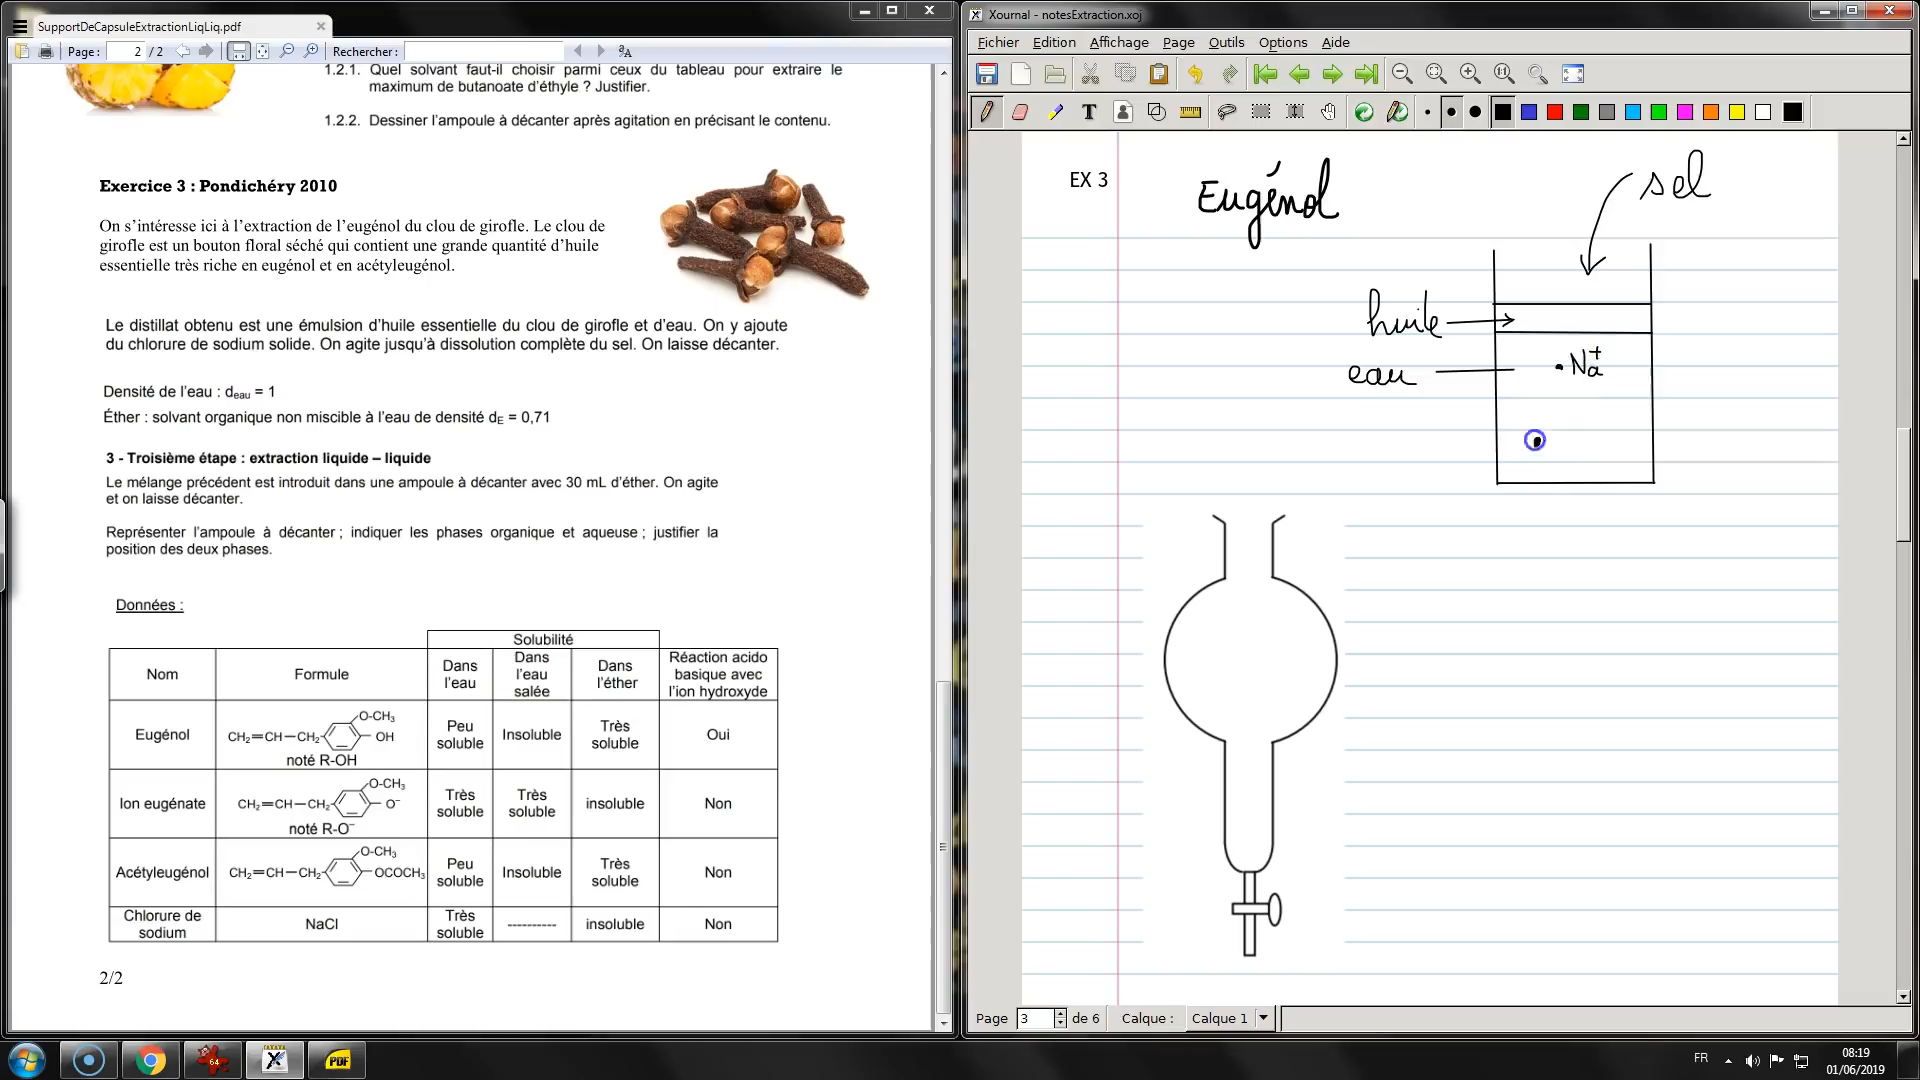 SupportDeCapsuleExtractionLiqLiq.pdf
Page : 2 / 2 Rechercher :
1.2.1. Quel solvant faut-il choisir parmi ceux du tableau pour extraire le
maximum de butanoate d'éthyle ? Justifier.
1.2.2. Dessiner l'ampoule à décanter après agitation en précisant le contenu.
Exercice 3 : Pondichéry 2010
On s'intéresse ici à l'extraction de l'eugénol du clou de girofle. Le clou de
girofle est un bouton floral séché qui contient une grande quantité d'huile
essentielle très riche en eugénol et en acétyleugénol.
Le distillat obtenu est une émulsion d'huile essentielle du clou de girofle et d'eau. On y ajoute
du chlorure de sodium solide. On agite jusqu'à dissolution complète du sel. On laisse décanter.
Densité de l'eau : deau = 1
Éther : solvant organique non miscible à l'eau de densité dE = 0,71
3 - Troisième étape : extraction liquide – liquide
Le mélange précédent est introduit dans une ampoule à décanter avec 30 mL d'éther. On agite
et on laisse décanter.
Représenter l'ampoule à décanter ; indiquer les phases organique et aqueuse ; justifier la
position des deux phases.
Données :
Solubilité
Nom Formule Dans l'eau Dans l'eau salée Dans l'éther Réaction acido basique avec l'ion hydroxyde
Eugénol CH2=CH−CH2 O-CH3 OH noté R-OH Peu soluble Insoluble Très soluble Oui
Ion eugénate CH2=CH−CH2 O-CH3 O− noté R-O− Très soluble Très soluble insoluble Non
Acétyleugénol CH2=CH−CH2 O-CH3 OCOCH3 Peu soluble Insoluble Très soluble Non
Chlorure de sodium NaCl Très soluble ---------- insoluble Non
2/2
Xournal - notesExtraction.xoj
Fichier Edition Affichage Page Outils Options Aide
EX 3
Eugénol
sel
huile
eau
Na+
Page 3 de 6 Calque : Calque 1
64
PDF
FR
08:19
01/06/2019